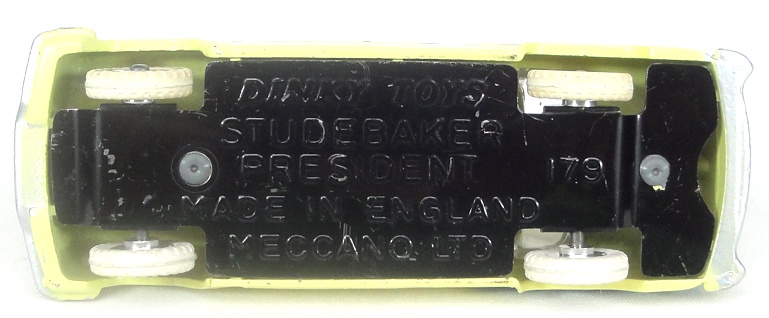 DINKY TOYS
STUDEBAKER
PRESIDENT 179
MADE IN ENGLAND
MECCANO LTD